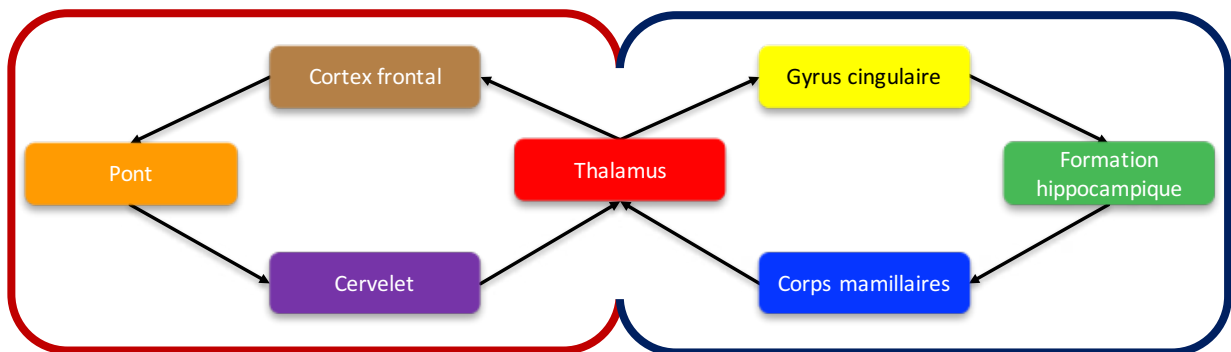 Cortex frontal
Gyrus cingulaire
Pont
Thalamus
Formation
hippocampique
Cervelet
Corps mamillaires